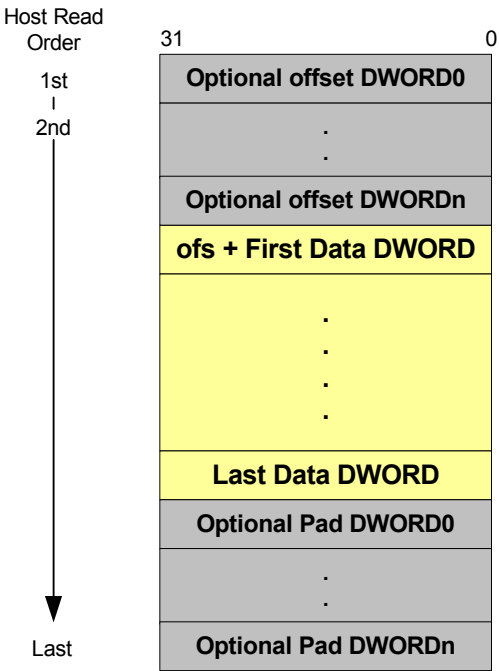 Host Read
Order
31 0
1st
Optional offset DWORD0
2nd
.
.
Optional offset DWORDn
ofs + First Data DWORD
.
.
.
.
Last Data DWORD
Optional Pad DWORD0
.
.
Last
Optional Pad DWORDn